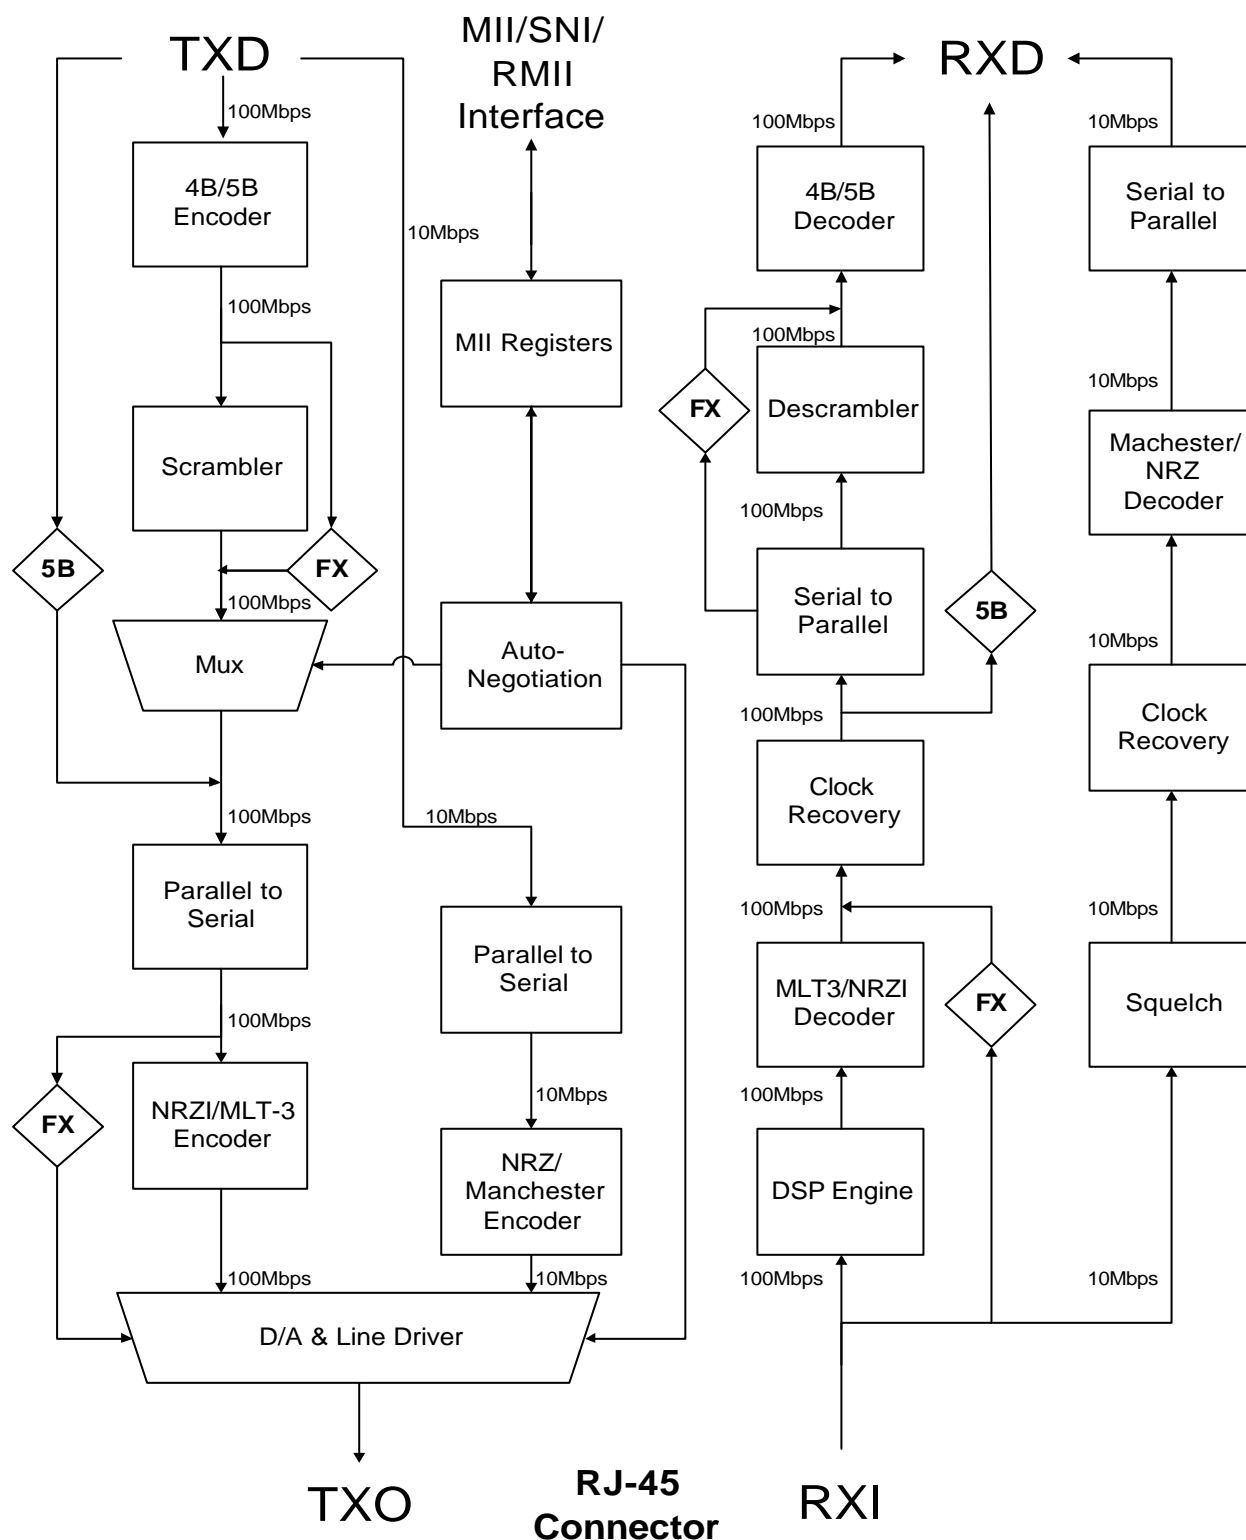 TXD
MII/SNI/
RMII
Interface
RXD
100Mbps
4B/5B
Encoder
10Mbps
100Mbps
MII Registers
Scrambler
5B
FX
100Mbps
Mux
Auto-
Negotiation
100Mbps
10Mbps
Parallel to
Serial
Parallel to
Serial
100Mbps
FX
NRZI/MLT-3
Encoder
10Mbps
NRZ/
Manchester
Encoder
100Mbps
10Mbps
D/A & Line Driver
TXO
100Mbps
4B/5B
Decoder
100Mbps
FX
Descrambler
100Mbps
Serial to
Parallel
5B
100Mbps
Clock
Recovery
100Mbps
MLT3/NRZI
Decoder
FX
100Mbps
DSP Engine
100Mbps
10Mbps
Serial to
Parallel
10Mbps
Machester/
NRZ
Decoder
10Mbps
Clock
Recovery
10Mbps
Squelch
10Mbps
RJ-45
Connector
RXI